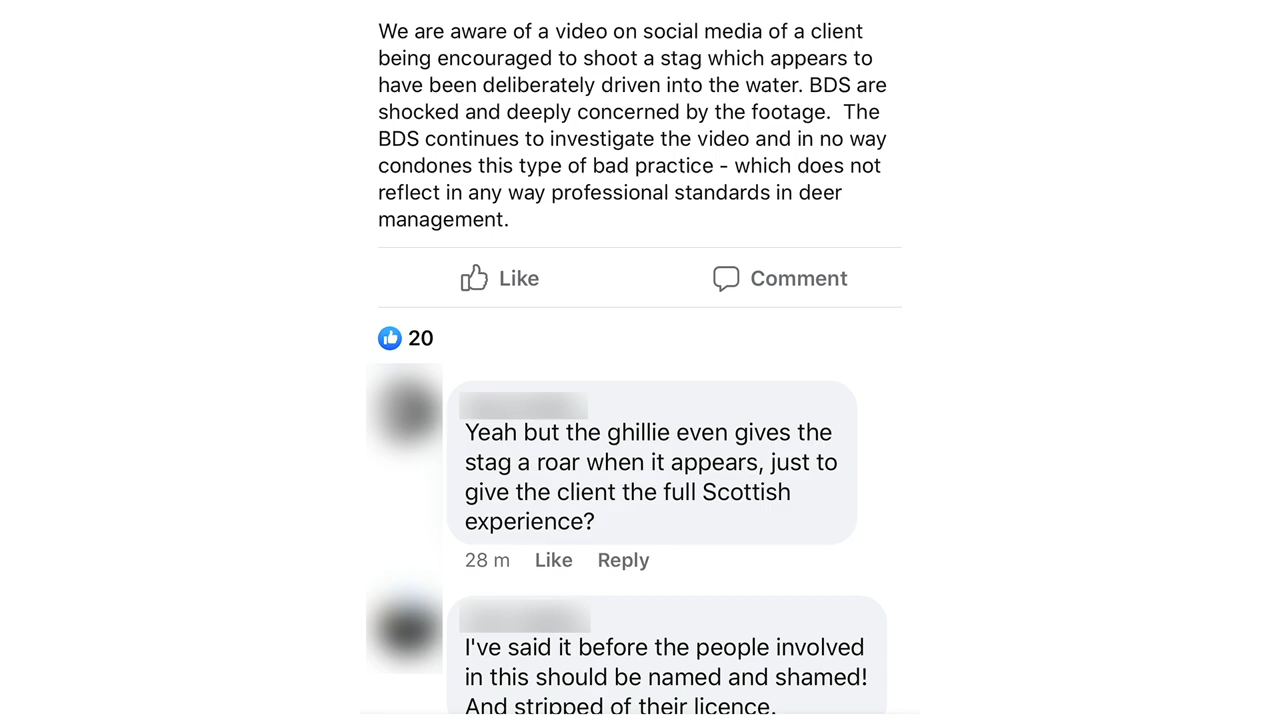 We are aware of a video on social media of a client
being encouraged to shoot a stag which appears to
have been deliberately driven into the water. BDS are
shocked and deeply concerned by the footage.  The
BDS continues to investigate the video and in no way
condones this type of bad practice - which does not
reflect in any way professional standards in deer
management.
Like Comment
20
Yeah but the ghillie even gives the
stag a roar when it appears, just to
give the client the full Scottish
experience?
28 m Like Reply
I've said it before the people involved
in this should be named and shamed!
And stripped of their licence.